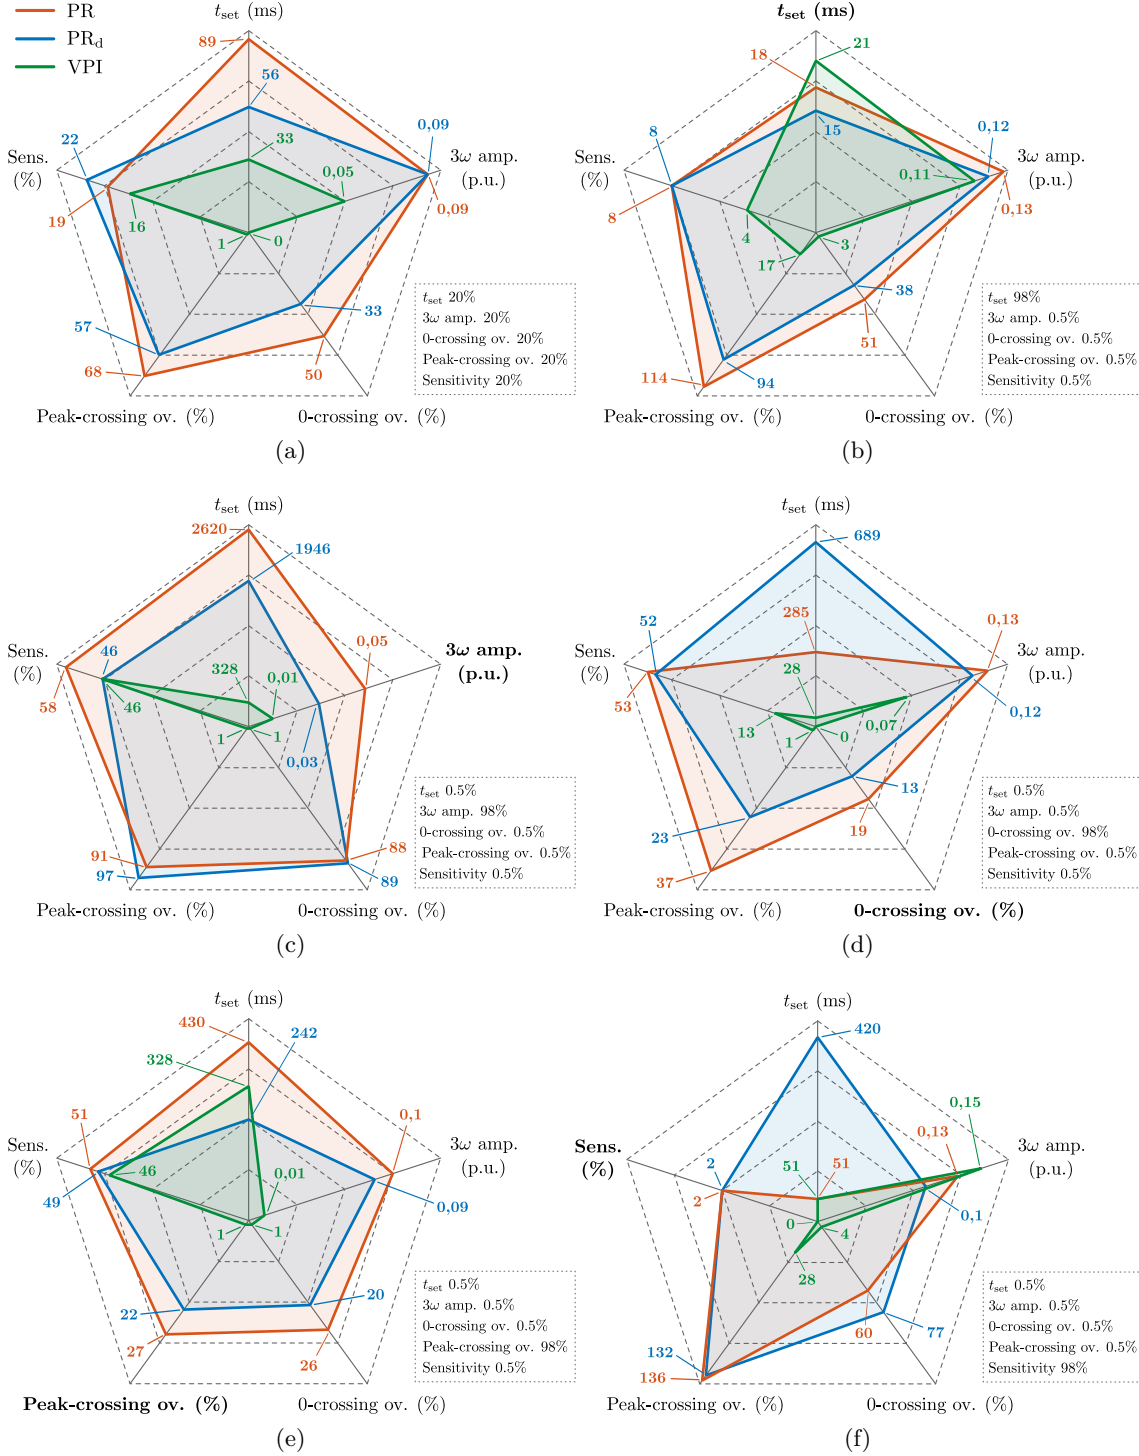 PR
PR_d
VPI
t_set (ms)
89
56
33
22
0,09
Sens.
(%)
3ω amp.
(p.u.)
0,05
0,09
19
16
1
0
57
33
68
50
t_set 20%
3ω amp. 20%
0-crossing ov. 20%
Peak-crossing ov. 20%
Sensitivity 20%
Peak-crossing ov. (%)
0-crossing ov. (%)
(a)
t_set (ms)
21
18
15
8
0,12
3ω amp.
(p.u.)
Sens.
(%)
0,11
0,13
8
4
17
3
38
51
114
94
t_set 98%
3ω amp. 0.5%
0-crossing ov. 0.5%
Peak-crossing ov. 0.5%
Sensitivity 0.5%
Peak-crossing ov. (%)
0-crossing ov. (%)
(b)
t_set (ms)
2620
1946
Sens.
(%)
46
3ω amp.
(p.u.)
0,05
328
0,01
58
46
1
1
0,03
91
97
88
89
t_set 0.5%
3ω amp. 98%
0-crossing ov. 0.5%
Peak-crossing ov. 0.5%
Sensitivity 0.5%
Peak-crossing ov. (%)
0-crossing ov. (%)
(c)
t_set (ms)
689
285
52
0,13
Sens.
(%)
3ω amp.
(p.u.)
28
53
13
0,07
0,12
1
0
13
23
19
37
t_set 0.5%
3ω amp. 0.5%
0-crossing ov. 98%
Peak-crossing ov. 0.5%
Sensitivity 0.5%
Peak-crossing ov. (%)
0-crossing ov. (%)
(d)
t_set (ms)
430
242
328
51
0,1
Sens.
(%)
3ω amp.
(p.u.)
46
0,01
49
0,09
1
1
22
20
27
26
t_set 0.5%
3ω amp. 0.5%
0-crossing ov. 0.5%
Peak-crossing ov. 98%
Sensitivity 0.5%
Peak-crossing ov. (%)
0-crossing ov. (%)
(e)
t_set (ms)
420
0,15
0,13
Sens.
(%)
3ω amp.
(p.u.)
2
51
51
2
0
4
0,1
28
60
77
132
136
t_set 0.5%
3ω amp. 0.5%
0-crossing ov. 0.5%
Peak-crossing ov. 0.5%
Sensitivity 98%
Peak-crossing ov. (%)
0-crossing ov. (%)
(f)